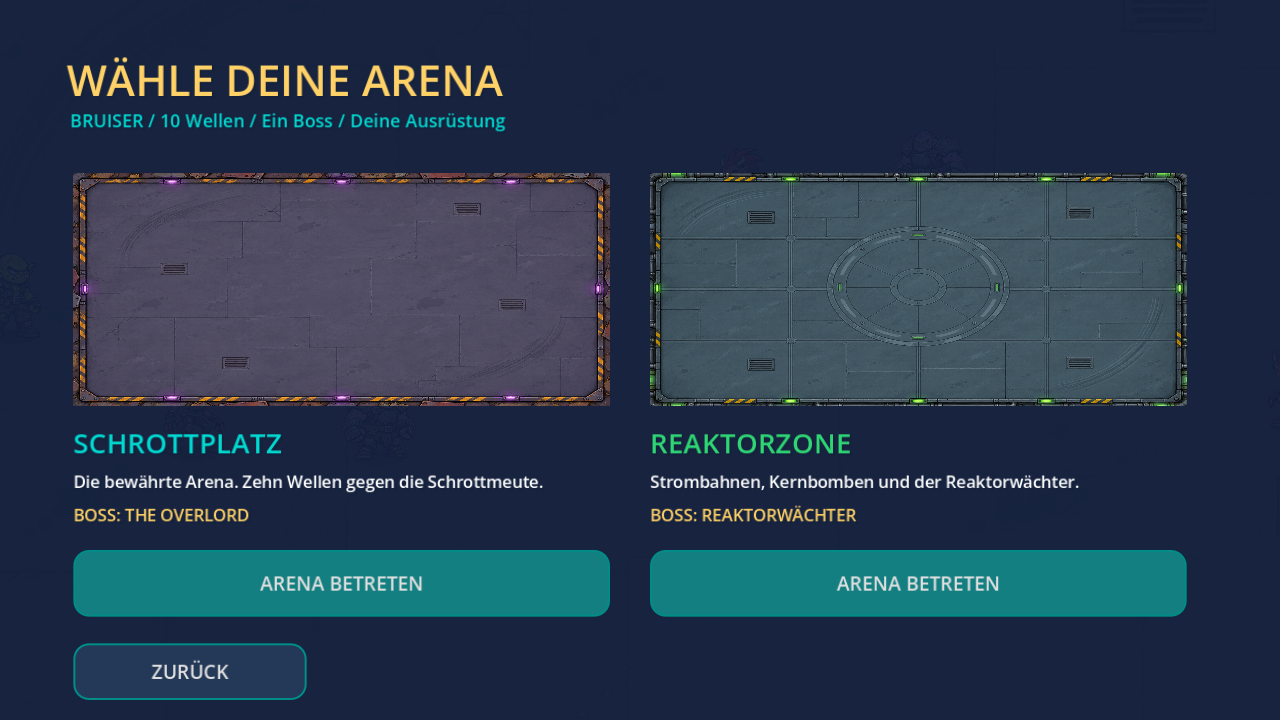 WÄHLE DEINE ARENA
BRUISER / 10 Wellen / Ein Boss / Deine Ausrüstung
SCHROTTPLATZ
Die bewährte Arena. Zehn Wellen gegen die Schrottmeute.
BOSS: THE OVERLORD
ARENA BETRETEN
REAKTORZONE
Strombahnen, Kernbomben und der Reaktorwächter.
BOSS: REAKTORWÄCHTER
ARENA BETRETEN
ZURÜCK